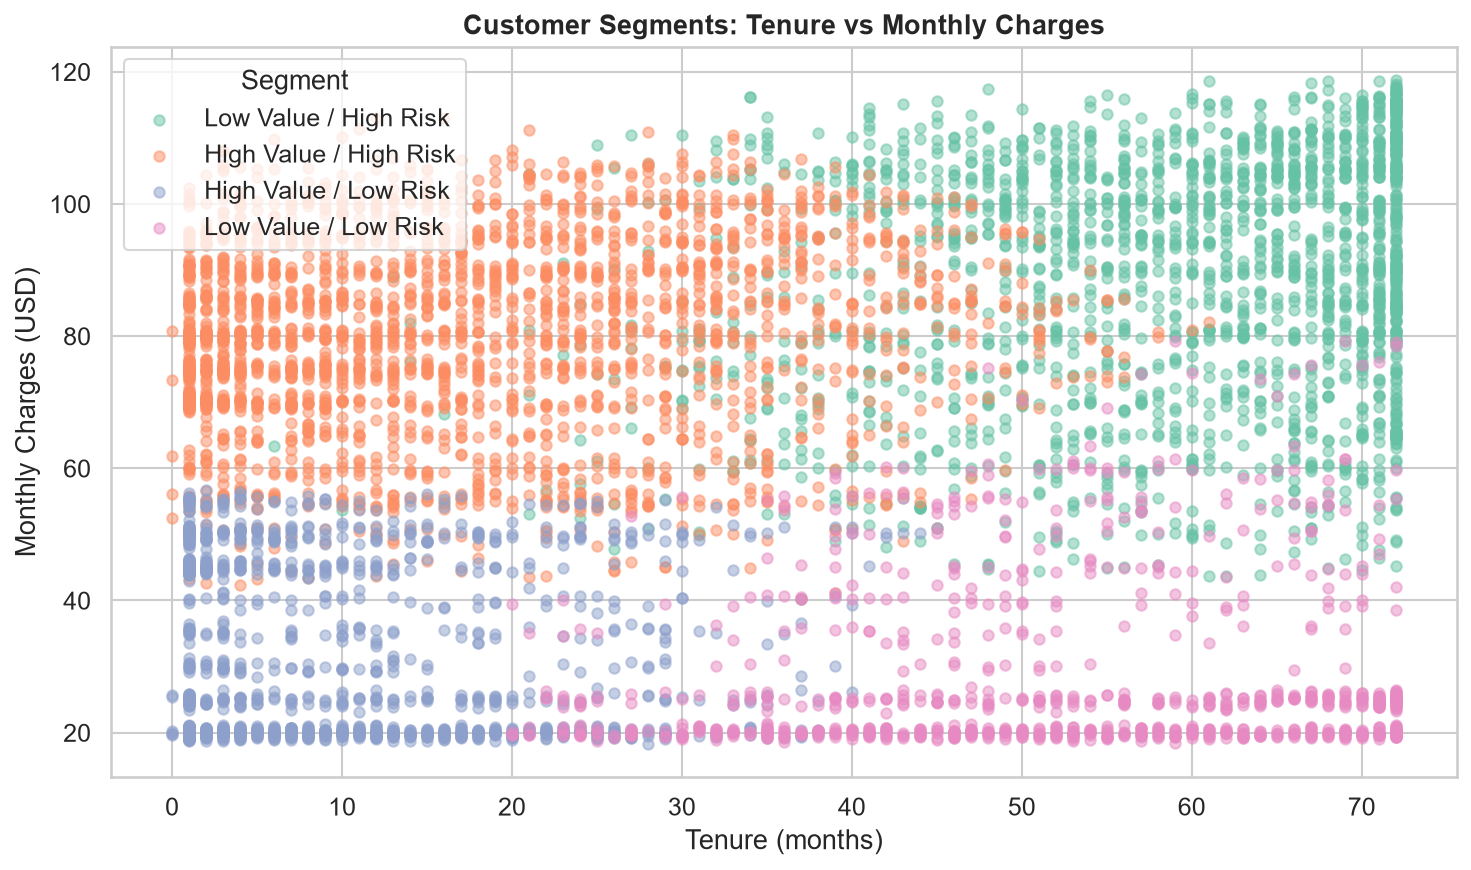 Customer Segments: Tenure vs Monthly Charges
Segment
Low Value / High Risk
High Value / High Risk
High Value / Low Risk
Low Value / Low Risk
120
100
80
60
40
20
Monthly Charges (USD)
0 10 20 30 40 50 60 70
Tenure (months)